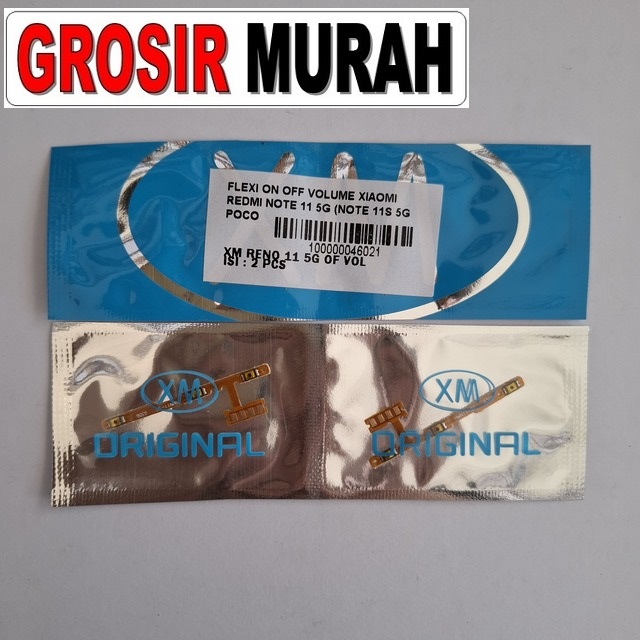 GROSIR MURAH
FLEXI ON OFF VOLUME XIAOMI
REDMI NOTE 11 5G (NOTE 11S 5G
POCO
100000046021
XM RENO 11 5G OF VOL
ISI : 2 PCS
XM
ORIGINAL
XM
ORIGINAL